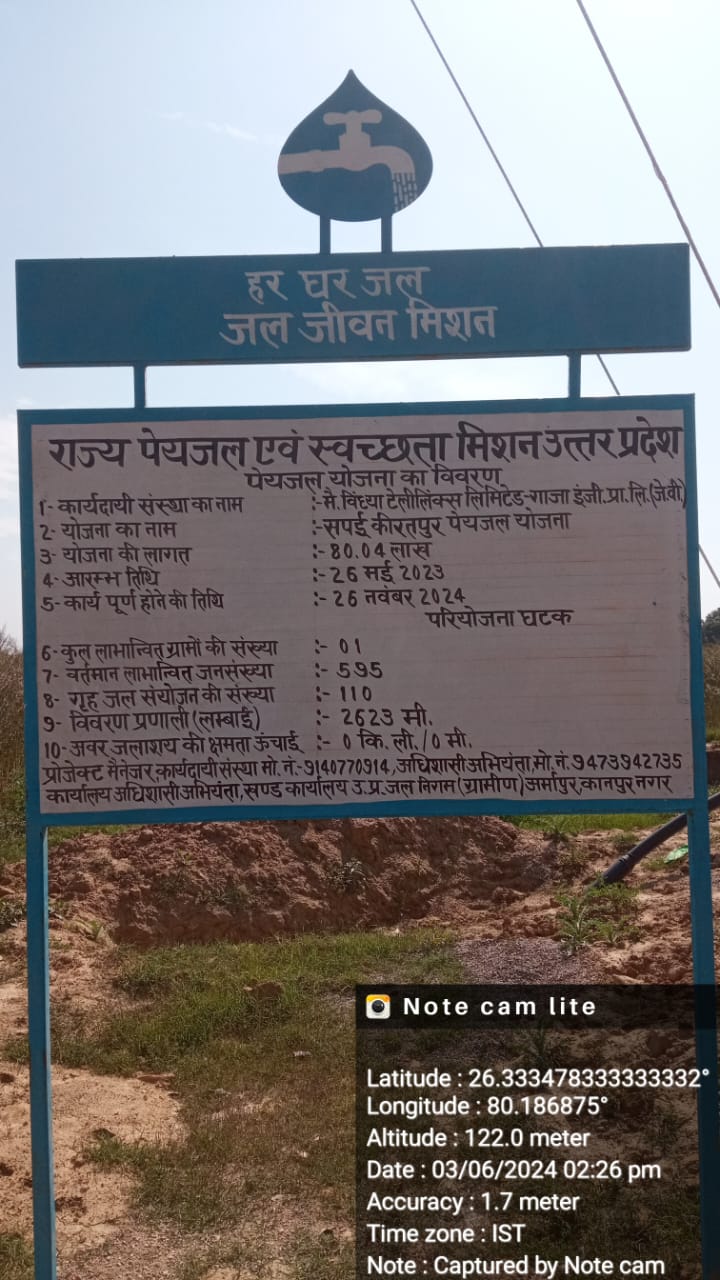 हर घर जल
जल जीवन मिशन
राज्य पेयजल एवं स्वच्छता मिशन उत्तर प्रदेश
पेयजल योजना का विवरण
1- कार्यदायी संस्था का नाम :- मै. विंध्या टेलीलिंक्स लिमिटेड-गाजा इंजी.प्रा.लि.(जेवी)
2- योजना का नाम :- सपई कीरतपुर पेयजल योजना
3- योजना की लागत :- 80.04 लाख
4- आरम्भ तिथि :- 26 मई 2023
5- कार्य पूर्ण होने की तिथि :- 26 नवंबर 2024
परियोजना घटक
6- कुल लाभान्वित ग्रामों की संख्या :- 01
7- वर्तमान लाभान्वित जनसंख्या :- 595
8- गृह जल संयोजन की संख्या :- 110
9- विवरण प्रणाली (लम्बाई) :- 2623 मी.
10- अवर जलाशय की क्षमता ऊंचाई :- 0 कि. ली. /0 मी.
प्रोजेक्ट मैनेजर, कार्यदायी संस्था मो. नं.-9140770914, अधिशासी अभियंता, मो. नं. 9473942735
कार्यालय अधिशासी अभियंता, खण्ड कार्यालय उ.प्र. जल निगम (ग्रामीण) अर्मापुर, कानपुर नगर
Note cam lite
Latitude : 26.333478333333332°
Longitude : 80.186875°
Altitude : 122.0 meter
Date : 03/06/2024 02:26 pm
Accuracy : 1.7 meter
Time zone : IST
Note : Captured by Note cam